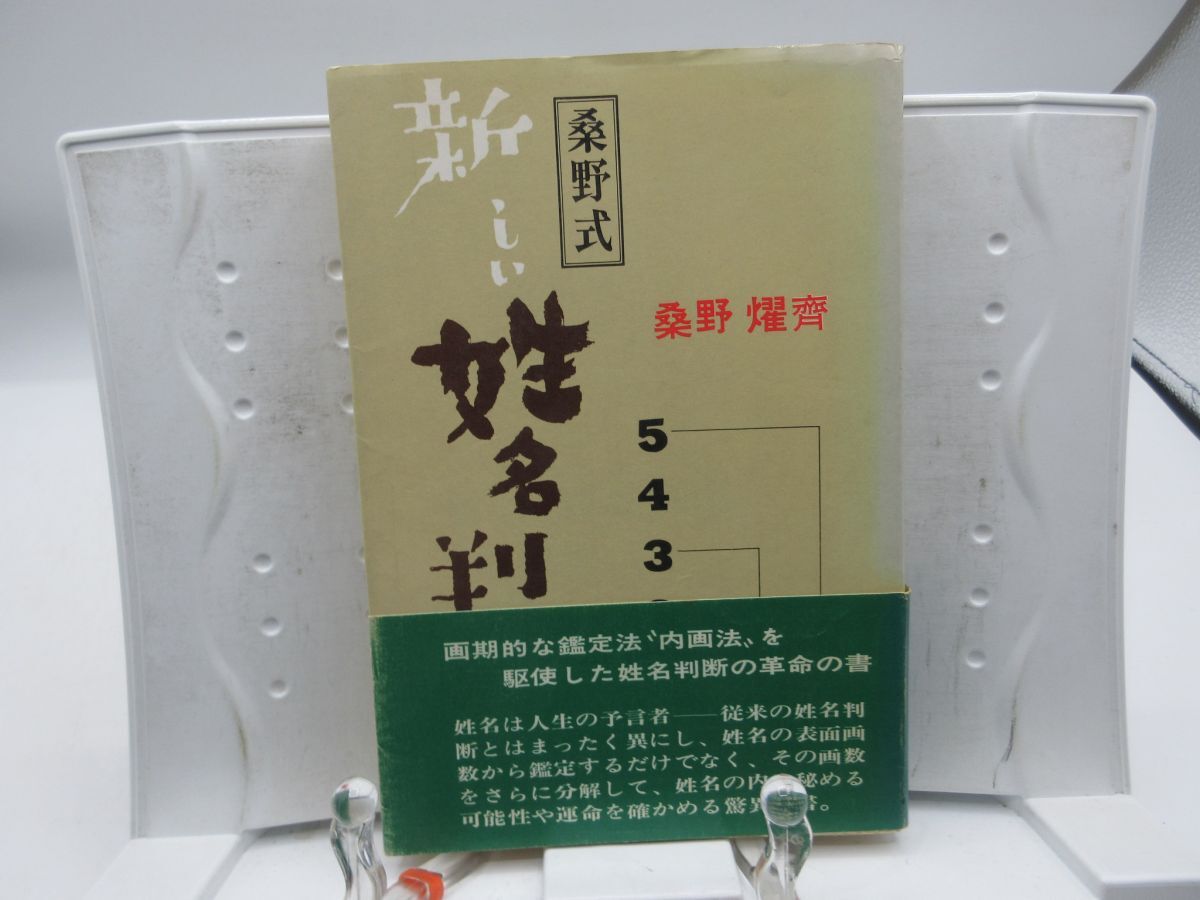 桑野式
新しい
姓名判
桑野 燿齊
5
4
3
画期的な鑑定法〝内画法〟を
駆使した姓名判断の革命の書
姓名は人生の予言者――従来の姓名判
断とはまったく異にし、姓名の表面画
数から鑑定するだけでなく、その画数
をさらに分解して、姓名の内 秘める
可能性や運命を確かめる驚異 書。